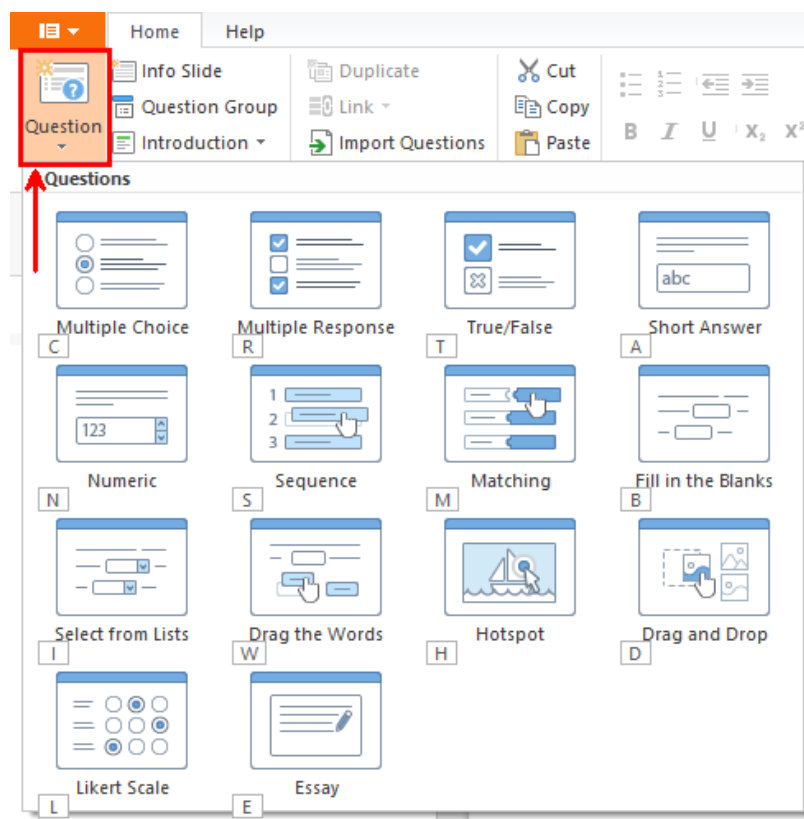 Home Help
Info Slide Duplicate Cut
Question Group Link Copy
Question Introduction Import Questions Paste B I U X₂ X²
Questions
abc
Multiple Choice Multiple Response True/False Short Answer
C R T A
123 1 2 3
Numeric Sequence Matching Fill in the Blanks
N S M B
Select from Lists Drag the Words Hotspot Drag and Drop
I W H D
Likert Scale Essay
L E